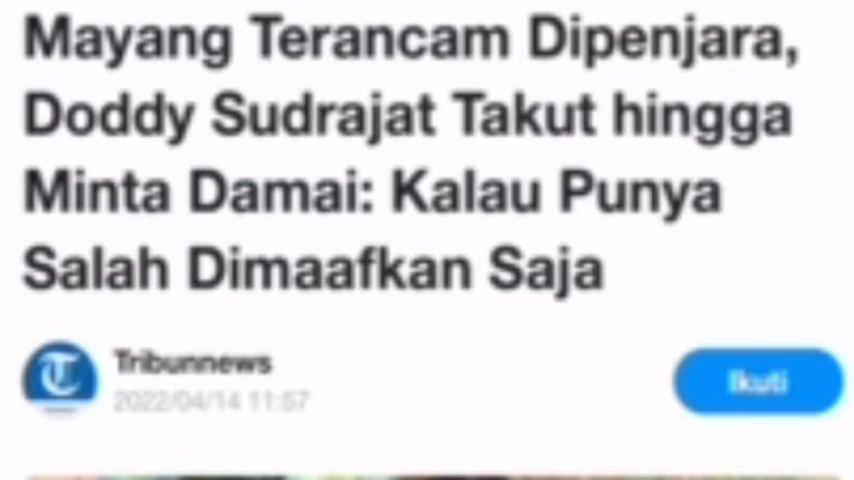 Mayang Terancam Dipenjara,
Doddy Sudrajat Takut hingga
Minta Damai: Kalau Punya
Salah Dimaafkan Saja
Tribunnews
2022/04/14 11:57
Ikuti